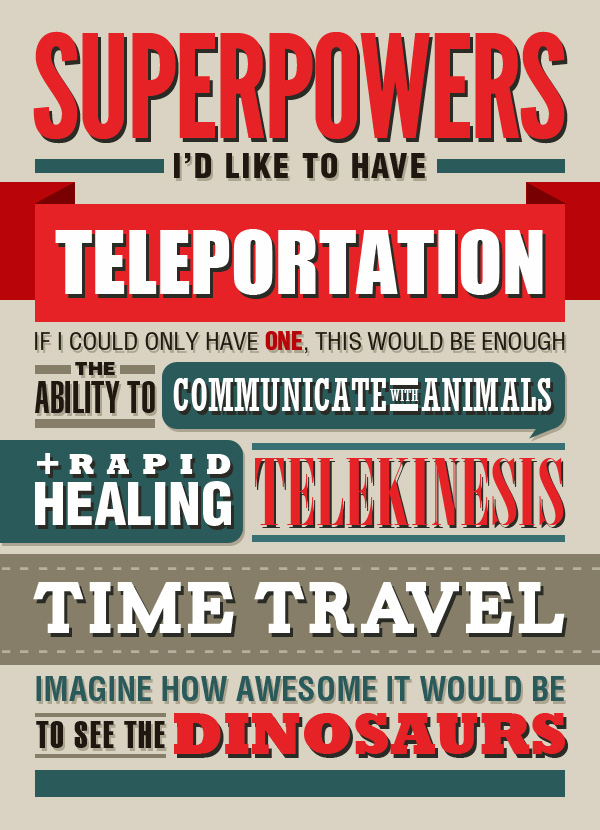 SUPERPOWERS
I'D LIKE TO HAVE
TELEPORTATION
IF I COULD ONLY HAVE ONE, THIS WOULD BE ENOUGH
THE
ABILITY TO
COMMUNICATE WITH ANIMALS
+RAPID
HEALING
TELEKINESIS
TIME TRAVEL
IMAGINE HOW AWESOME IT WOULD BE
TO SEE THE DINOSAURS